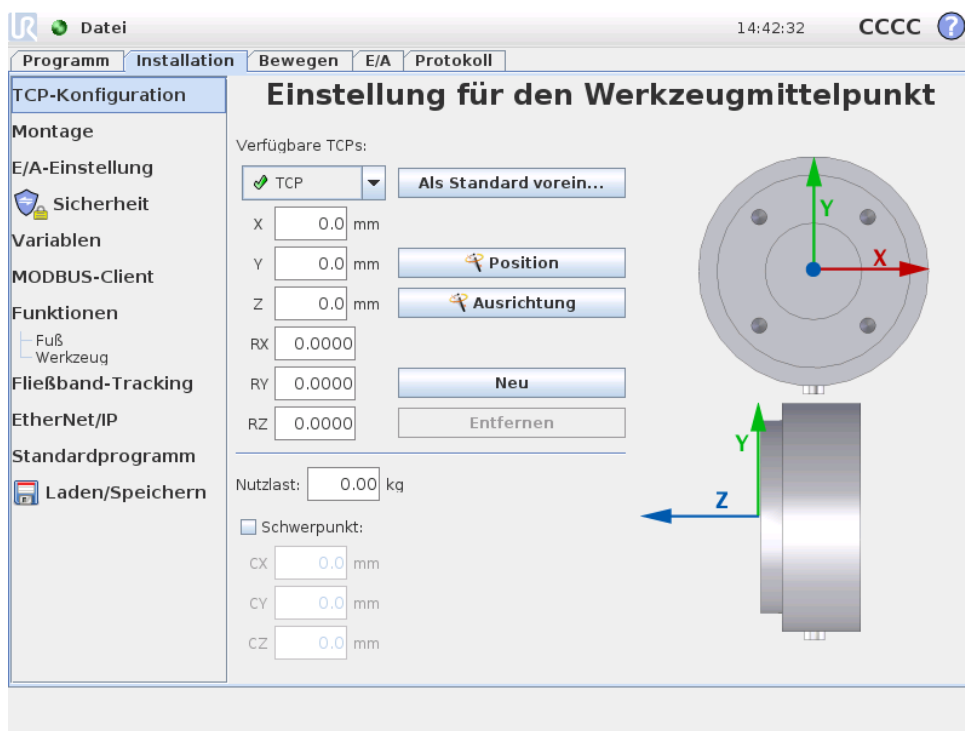 UR Datei 14:42:32 CCCC ?
Programm Installation Bewegen E/A Protokoll
TCP-Konfiguration
Montage
E/A-Einstellung
Sicherheit
Variablen
MODBUS-Client
Funktionen
Fuß
Werkzeug
Fließband-Tracking
EtherNet/IP
Standardprogramm
Laden/Speichern
Einstellung für den Werkzeugmittelpunkt
Verfügbare TCPs:
TCP Als Standard vorein...
X 0.0 mm
Y 0.0 mm Position
Z 0.0 mm Ausrichtung
RX 0.0000
RY 0.0000 Neu
RZ 0.0000 Entfernen
Nutzlast: 0.00 kg
Schwerpunkt:
CX 0.0 mm
CY 0.0 mm
CZ 0.0 mm
Y
X
Y
Z